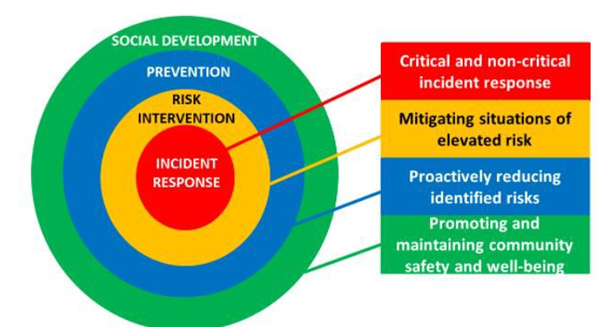 SOCIAL DEVELOPMENT
PREVENTION
RISK
INTERVENTION
INCIDENT
RESPONSE
Critical and non-critical
incident response
Mitigating situations of
elevated risk
Proactively reducing
identified risks
Promoting and
maintaining community
safety and well-being